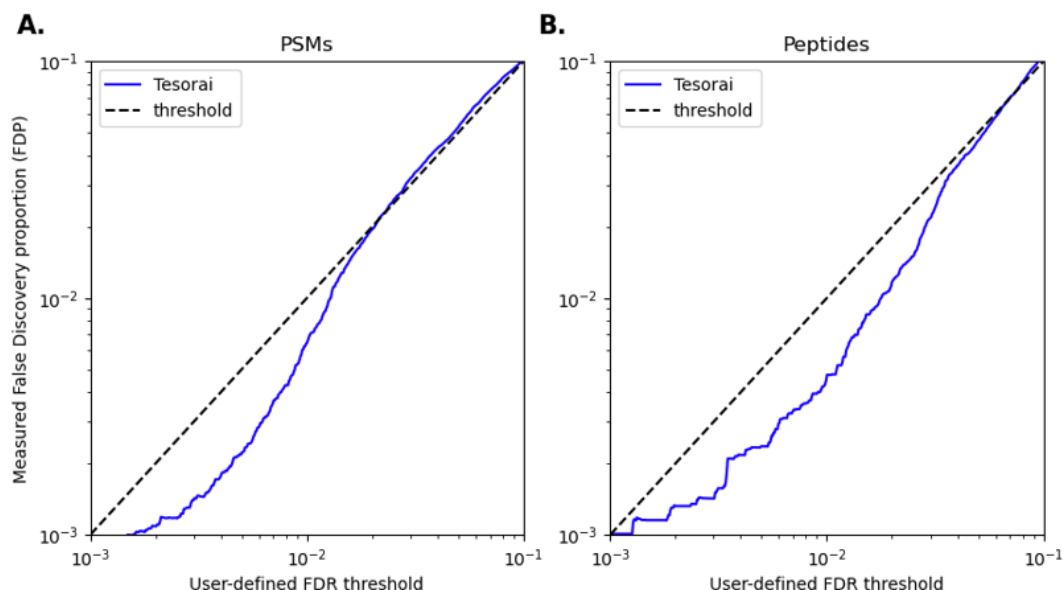 A.
PSMs
Tesorai
threshold
Measured False Discovery proportion (FDP)
10⁻¹
10⁻²
10⁻³
10⁻³
10⁻²
10⁻¹
User-defined FDR threshold
B.
Peptides
Tesorai
threshold
10⁻¹
10⁻²
10⁻³
10⁻³
10⁻²
10⁻¹
User-defined FDR threshold